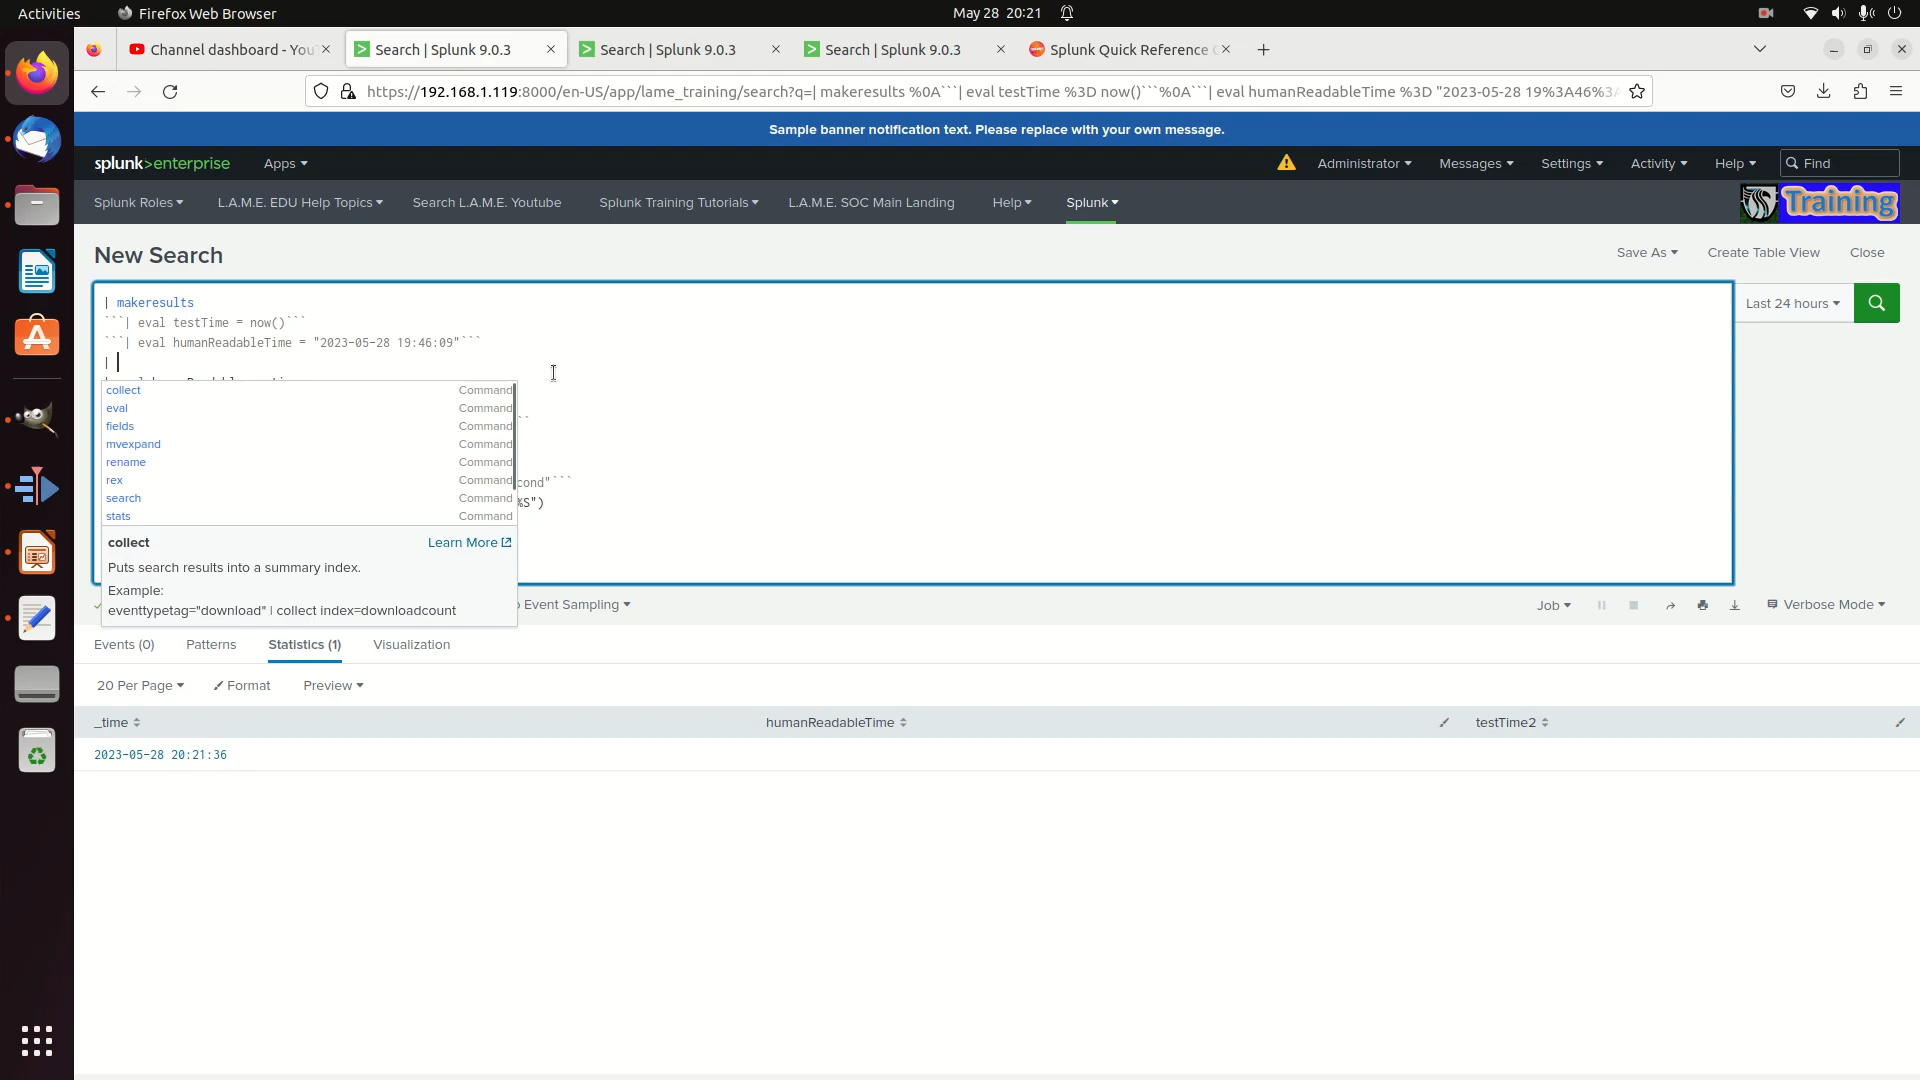 Activities
Firefox Web Browser
May 28 20:21
Channel dashboard - You
Search | Splunk 9.0.3
Search | Splunk 9.0.3
Search | Splunk 9.0.3
Splunk Quick Reference
https://192.168.1.119:8000/en-US/app/lame_training/search?q=| makeresults %0A```| eval testTime %3D now()```%0A```| eval humanReadableTime %3D "2023-05-28 19%3A46%3A
Sample banner notification text. Please replace with your own message.
splunk>enterprise
Apps
Administrator
Messages
Settings
Activity
Help
Find
Splunk Roles
L.A.M.E. EDU Help Topics
Search L.A.M.E. Youtube
Splunk Training Tutorials
L.A.M.E. SOC Main Landing
Help
Splunk
Training
New Search
Save As
Create Table View
Close
| makeresults
```| eval testTime = now()```
```| eval humanReadableTime = "2023-05-28 19:46:09"```
|
Last 24 hours
``
cond"```
%S")
collect Command
eval Command
fields Command
mvexpand Command
rename Command
rex Command
search Command
stats Command
collect
Learn More
Puts search results into a summary index.
Example:
eventtypetag="download" | collect index=downloadcount
Event Sampling
Job
Verbose Mode
Events (0)
Patterns
Statistics (1)
Visualization
20 Per Page
Format
Preview
_time
humanReadableTime
testTime2
2023-05-28 20:21:36